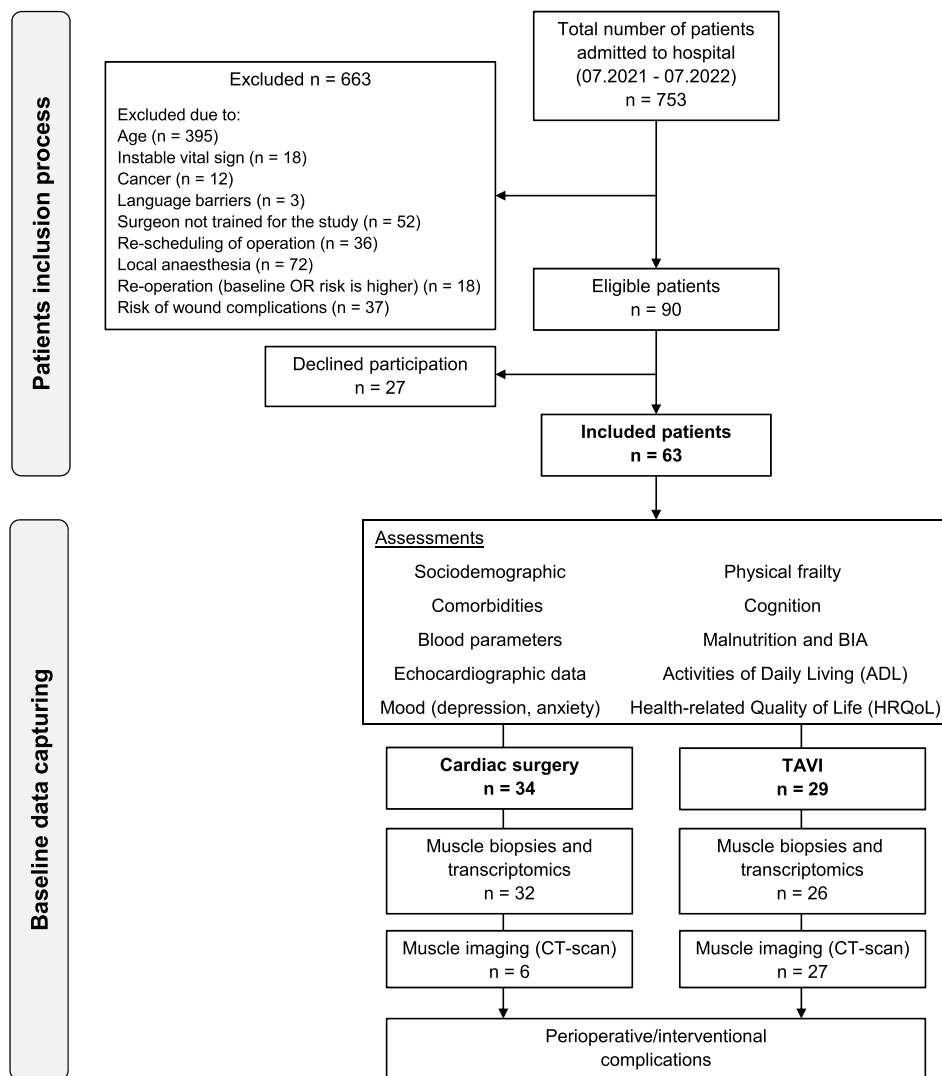 Patients inclusion process
Total number of patients
admitted to hospital
(07.2021 - 07.2022)
n = 753
Excluded n = 663
Excluded due to:
Age (n = 395)
Instable vital sign (n = 18)
Cancer (n = 12)
Language barriers (n = 3)
Surgeon not trained for the study (n = 52)
Re-scheduling of operation (n = 36)
Local anaesthesia (n = 72)
Re-operation (baseline OR risk is higher) (n = 18)
Risk of wound complications (n = 37)
Eligible patients
n = 90
Declined participation
n = 27
Included patients
n = 63
Baseline data capturing
Assessments
Sociodemographic
Comorbidities
Blood parameters
Echocardiographic data
Mood (depression, anxiety)
Physical frailty
Cognition
Malnutrition and BIA
Activities of Daily Living (ADL)
Health-related Quality of Life (HRQoL)
Cardiac surgery
n = 34
Muscle biopsies and
transcriptomics
n = 32
Muscle imaging (CT-scan)
n = 6
TAVI
n = 29
Muscle biopsies and
transcriptomics
n = 26
Muscle imaging (CT-scan)
n = 27
Perioperative/interventional
complications